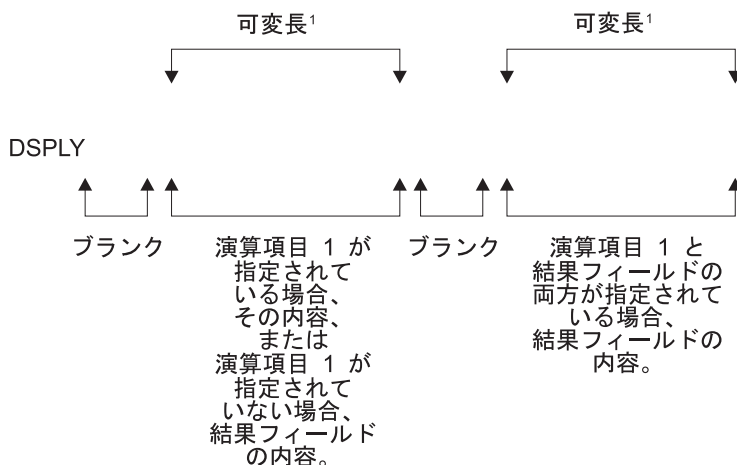 可変長¹
可変長¹
DSPLY
ブランク
演算項目 1 が
指定されて
いる場合、
その内容、
または
演算項目 1 が
指定されて
いない場合、
結果フィールド
の内容。
ブランク
演算項目 1 と
結果フィールドの
両方が指定されて
いる場合、
結果フィールドの
内容。